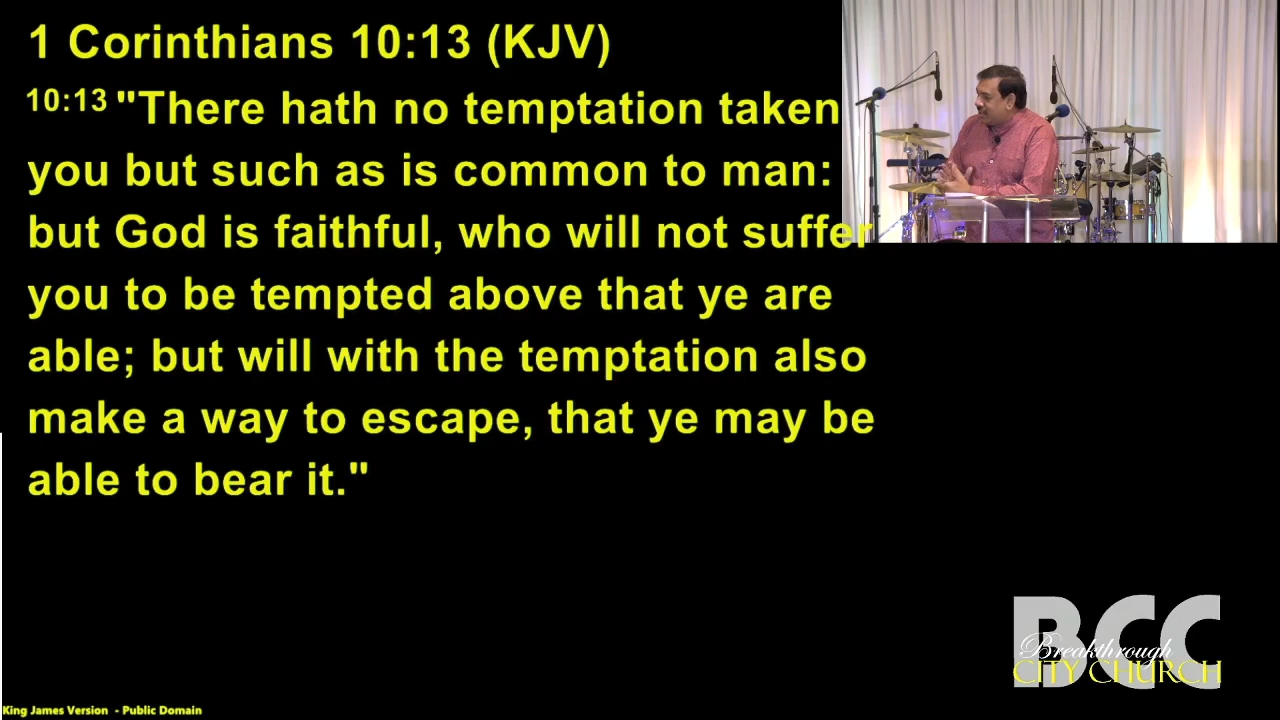 1 Corinthians 10:13 (KJV)
10:13 "There hath no temptation taken
you but such as is common to man:
but God is faithful, who will not suffer
you to be tempted above that ye are
able; but will with the temptation also
make a way to escape, that ye may be
able to bear it."
BCC
Breakthrough
CITY CHURCH
King James Version - Public Domain